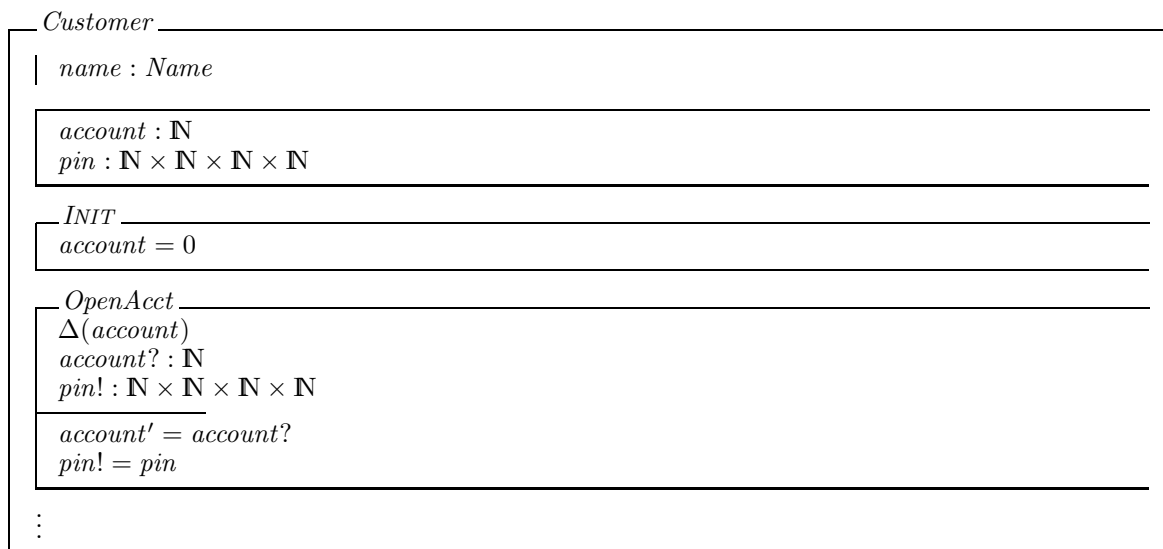 Customer
name : Name
account : ℕ
pin : ℕ × ℕ × ℕ × ℕ
INIT
account = 0
OpenAcct
Δ(account)
account? : ℕ
pin! : ℕ × ℕ × ℕ × ℕ
account′ = account?
pin! = pin
⋮